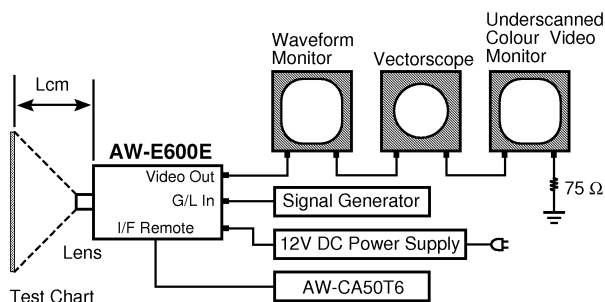 Waveform
Monitor
Vectorscope
Underscanned
Colour Video
Monitor
Lcm
AW-E600E
Video Out
G/L In
I/F Remote
Lens
Test Chart
Signal Generator
12V DC Power Supply
AW-CA50T6
75 Ω